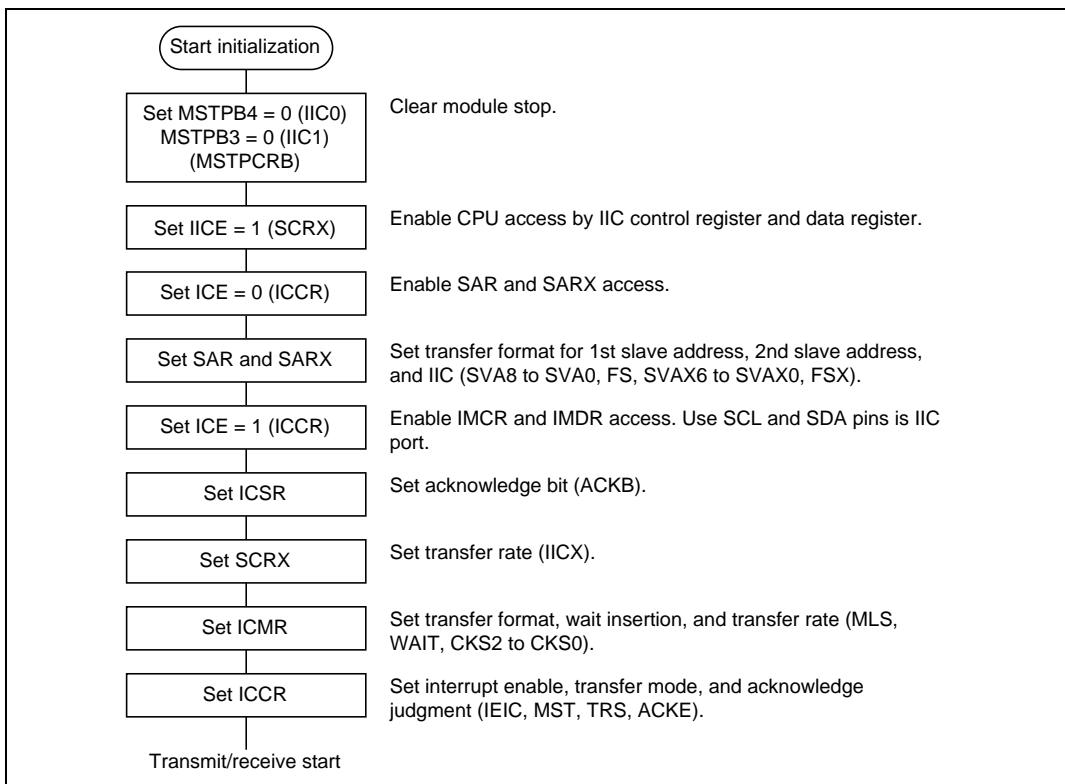 Start initialization
Set MSTPB4 = 0 (IIC0)
MSTPB3 = 0 (IIC1)
(MSTPCRB)
Clear module stop.
Set IICE = 1 (SCRX)
Enable CPU access by IIC control register and data register.
Set ICE = 0 (ICCR)
Enable SAR and SARX access.
Set SAR and SARX
Set transfer format for 1st slave address, 2nd slave address,
and IIC (SVA8 to SVA0, FS, SVAX6 to SVAX0, FSX).
Set ICE = 1 (ICCR)
Enable IMCR and IMDR access. Use SCL and SDA pins is IIC
port.
Set ICSR
Set acknowledge bit (ACKB).
Set SCRX
Set transfer rate (IICX).
Set ICMR
Set transfer format, wait insertion, and transfer rate (MLS,
WAIT, CKS2 to CKS0).
Set ICCR
Set interrupt enable, transfer mode, and acknowledge
judgment (IEIC, MST, TRS, ACKE).
Transmit/receive start